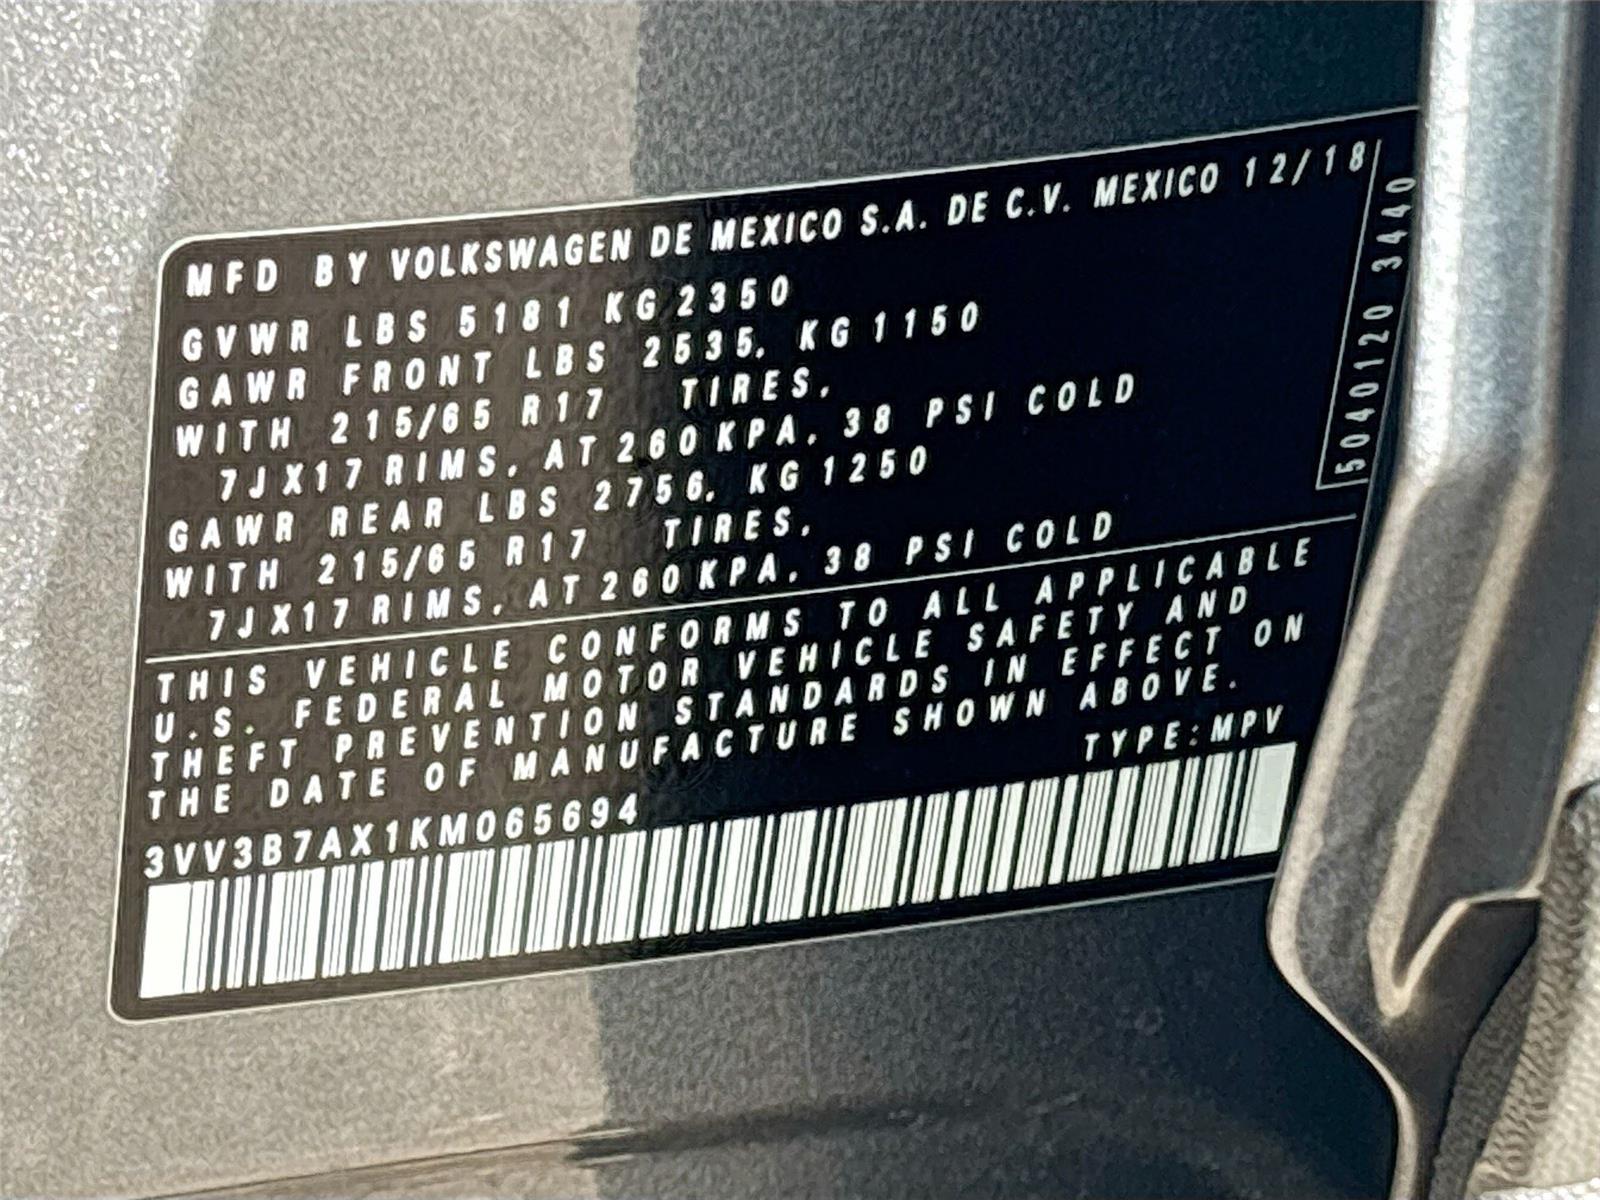 MFD BY VOLKSWAGEN DE MEXICO S.A. DE C.V. MEXICO 12/18
GVWR LBS 5181 KG 2350
GAWR FRONT LBS 2535, KG 1150
WITH 215/65 R17 TIRES,
7JX17 RIMS, AT 260 KPA, 38 PSI COLD
GAWR REAR LBS 2756, KG 1250
WITH 215/65 R17 TIRES,
7JX17 RIMS, AT 260 KPA, 38 PSI COLD
5040120 3440
THIS VEHICLE CONFORMS TO ALL APPLICABLE
U.S. FEDERAL MOTOR VEHICLE SAFETY AND
THEFT PREVENTION STANDARDS IN EFFECT ON
THE DATE OF MANUFACTURE SHOWN ABOVE.
TYPE:MPV
3VV3B7AX1KM065694